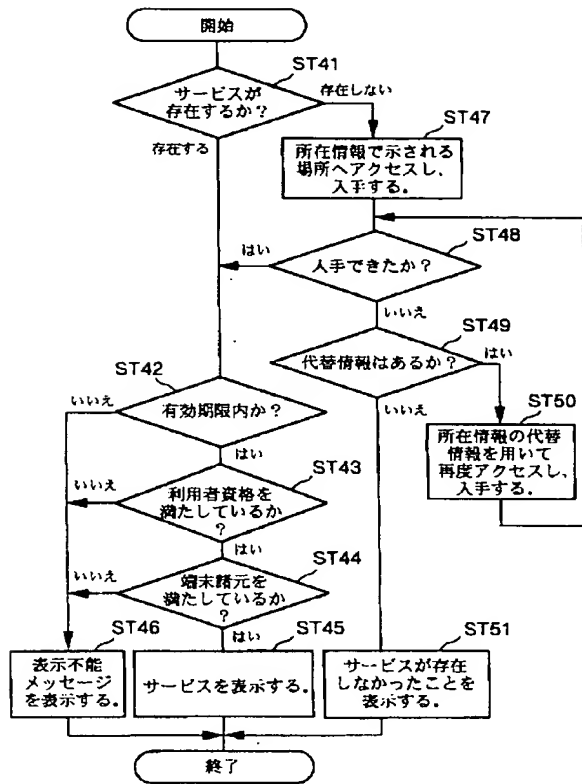 開始
ST41
サービスが
存在するか？
存在しない
存在する
ST47
所在情報で示される
場所へアクセスし、
入手する。
ST48
入手できたか？
はい
いいえ
ST49
代替情報はあるか？
はい
いいえ
ST50
所在情報の代替
情報を用いて
再度アクセスし、
入手する。
ST42
有効期限内か？
いいえ
はい
ST43
利用者資格を
満たしているか
？
いいえ
はい
ST44
端末諸元を
満たしているか
？
いいえ
はい
ST46
表示不能
メッセージ
を表示する。
ST45
サービスを表示する。
ST51
サービスが存在
しなかったことを
表示する。
終了